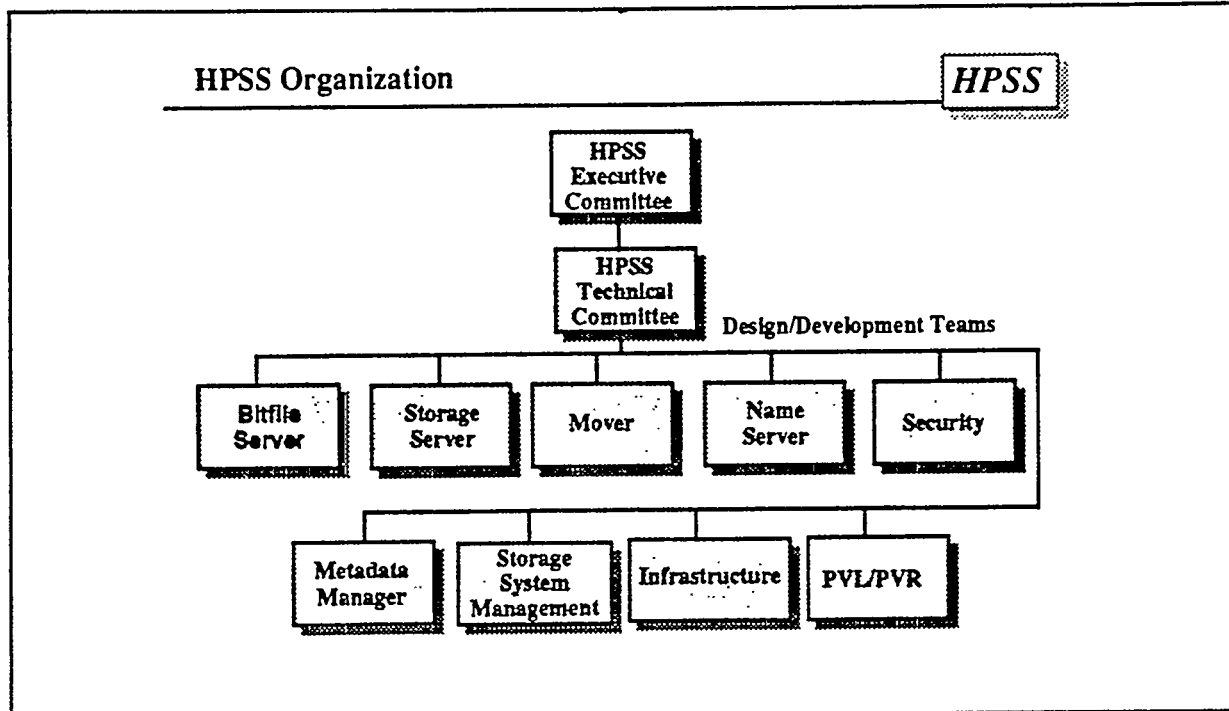 HPSS Organization
HPSS
HPSS
Executive
Committee
HPSS
Technical
Committee
Design/Development Teams
Bitfile
Server
Storage
Server
Mover
Name
Server
Security
Metadata
Manager
Storage
System
Management
Infrastructure
PVL/PVR